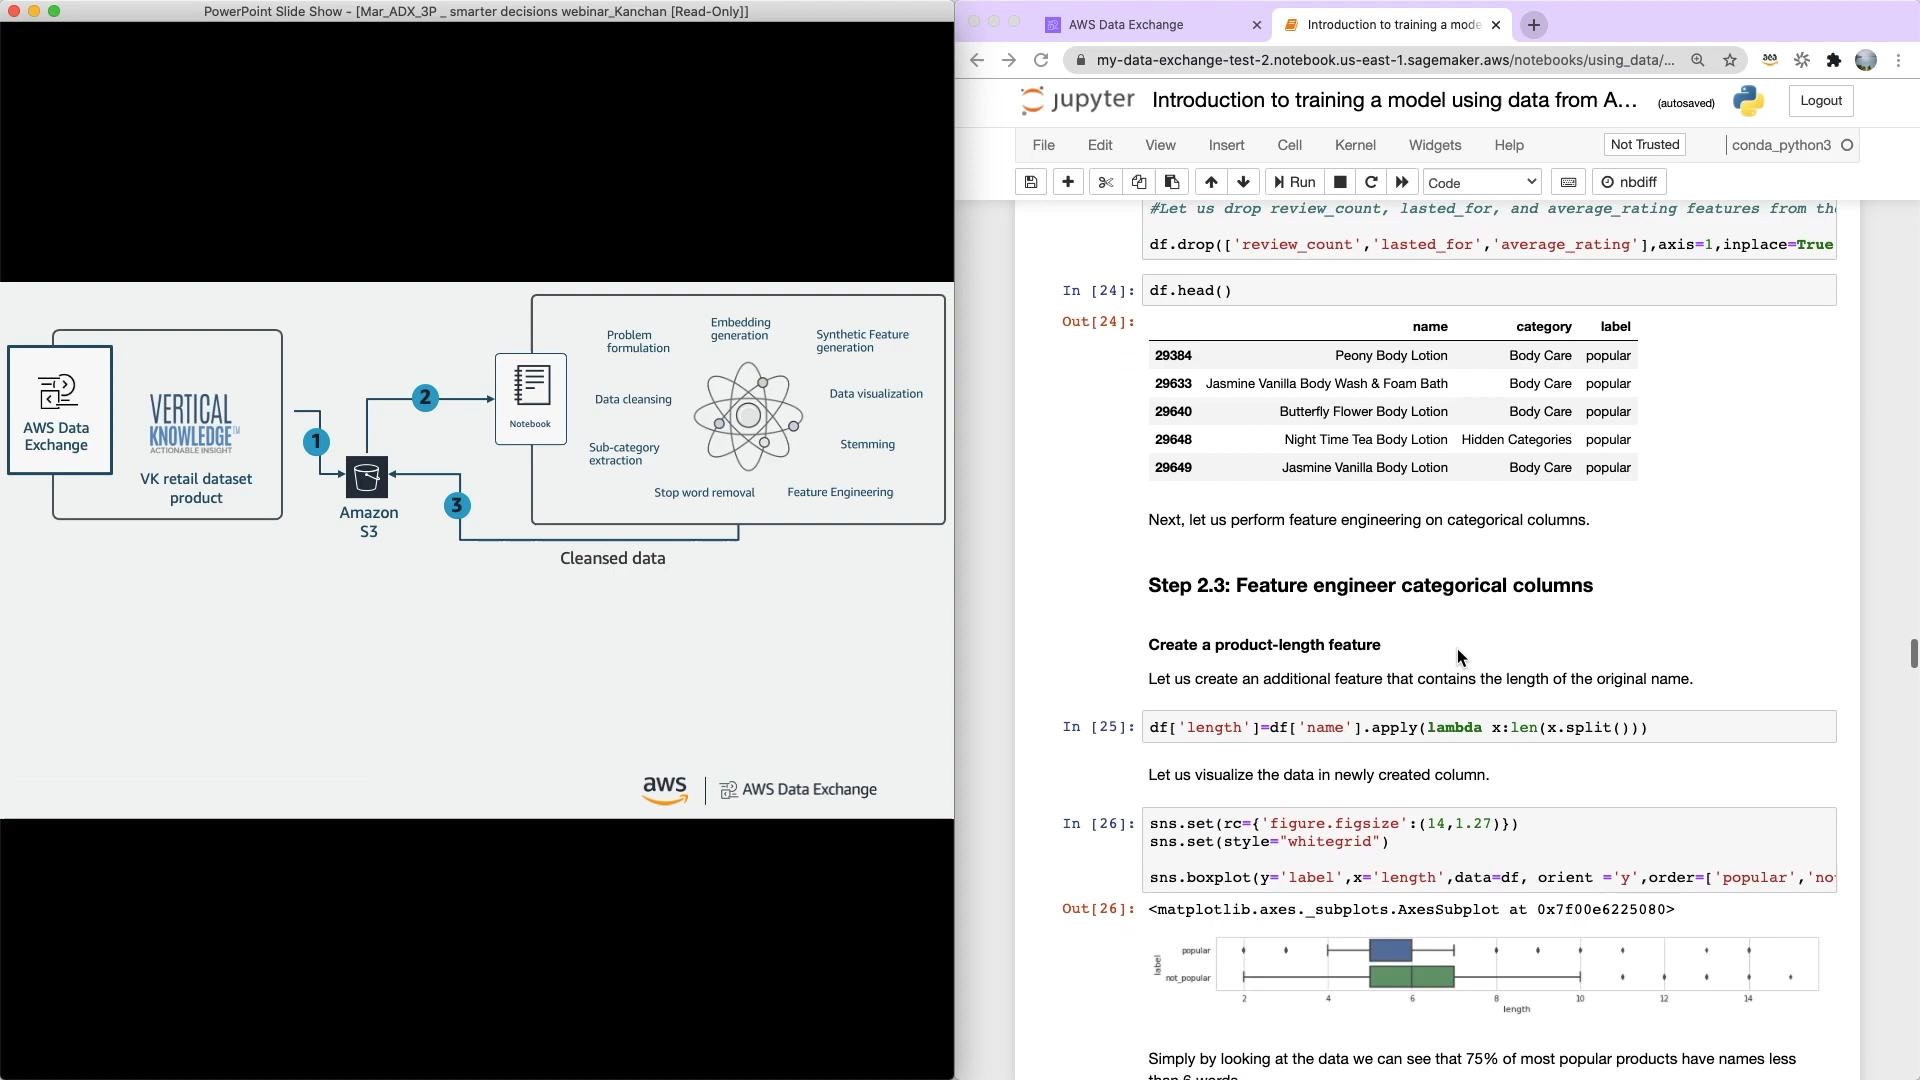 PowerPoint Slide Show - [Mar_ADX_3P _ smarter decisions webinar_Kanchan [Read-Only]]
AWS Data
Exchange
VERTICAL
KNOWLEDGE™
ACTIONABLE INSIGHT
VK retail dataset
product
1
2
3
Amazon
S3
Notebook
Problem
formulation
Embedding
generation
Synthetic Feature
generation
Data cleansing
Data visualization
Sub-category
extraction
Stemming
Stop word removal
Feature Engineering
Cleansed data
aws
AWS Data Exchange
AWS Data Exchange
Introduction to training a mode
my-data-exchange-test-2.notebook.us-east-1.sagemaker.aws/notebooks/using_data/...
jupyter
Introduction to training a model using data from A...
(autosaved)
Logout
File Edit View Insert Cell Kernel Widgets Help
Not Trusted
conda_python3
Run
Code
nbdiff
#Let us drop review_count, lasted_for, and average_rating features from th
df.drop(['review_count','lasted_for','average_rating'],axis=1,inplace=True
In [24]: df.head()
Out[24]:
name category label
29384 Peony Body Lotion Body Care popular
29633 Jasmine Vanilla Body Wash & Foam Bath Body Care popular
29640 Butterfly Flower Body Lotion Body Care popular
29648 Night Time Tea Body Lotion Hidden Categories popular
29649 Jasmine Vanilla Body Lotion Body Care popular
Next, let us perform feature engineering on categorical columns.
Step 2.3: Feature engineer categorical columns
Create a product-length feature
Let us create an additional feature that contains the length of the original name.
In [25]: df['length']=df['name'].apply(lambda x:len(x.split()))
Let us visualize the data in newly created column.
In [26]: sns.set(rc={'figure.figsize':(14,1.27)})
sns.set(style="whitegrid")
sns.boxplot(y='label',x='length',data=df, orient ='y',order=['popular','no
Out[26]: <matplotlib.axes._subplots.AxesSubplot at 0x7f00e6225080>
label
popular
not_popular
2 4 6 8 10 12 14
length
Simply by looking at the data we can see that 75% of most popular products have names less
than 6 words